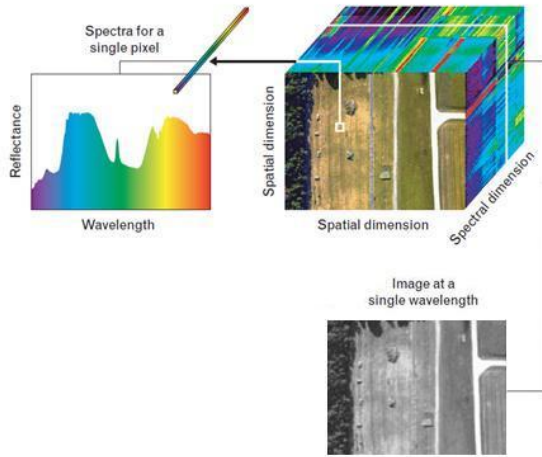 Spectra for a
single pixel
Reflectance
Wavelength
Spatial dimension
Spatial dimension
Spectral dimension
Image at a
single wavelength